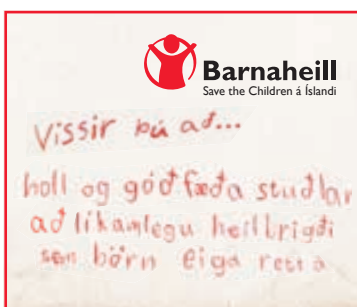 Barnaheill
Save the Children á Íslandi
Vissir þú að...
holl og góð fæða stuðlar
að líkamlegu heilbrigði
sem börn eiga rétt á